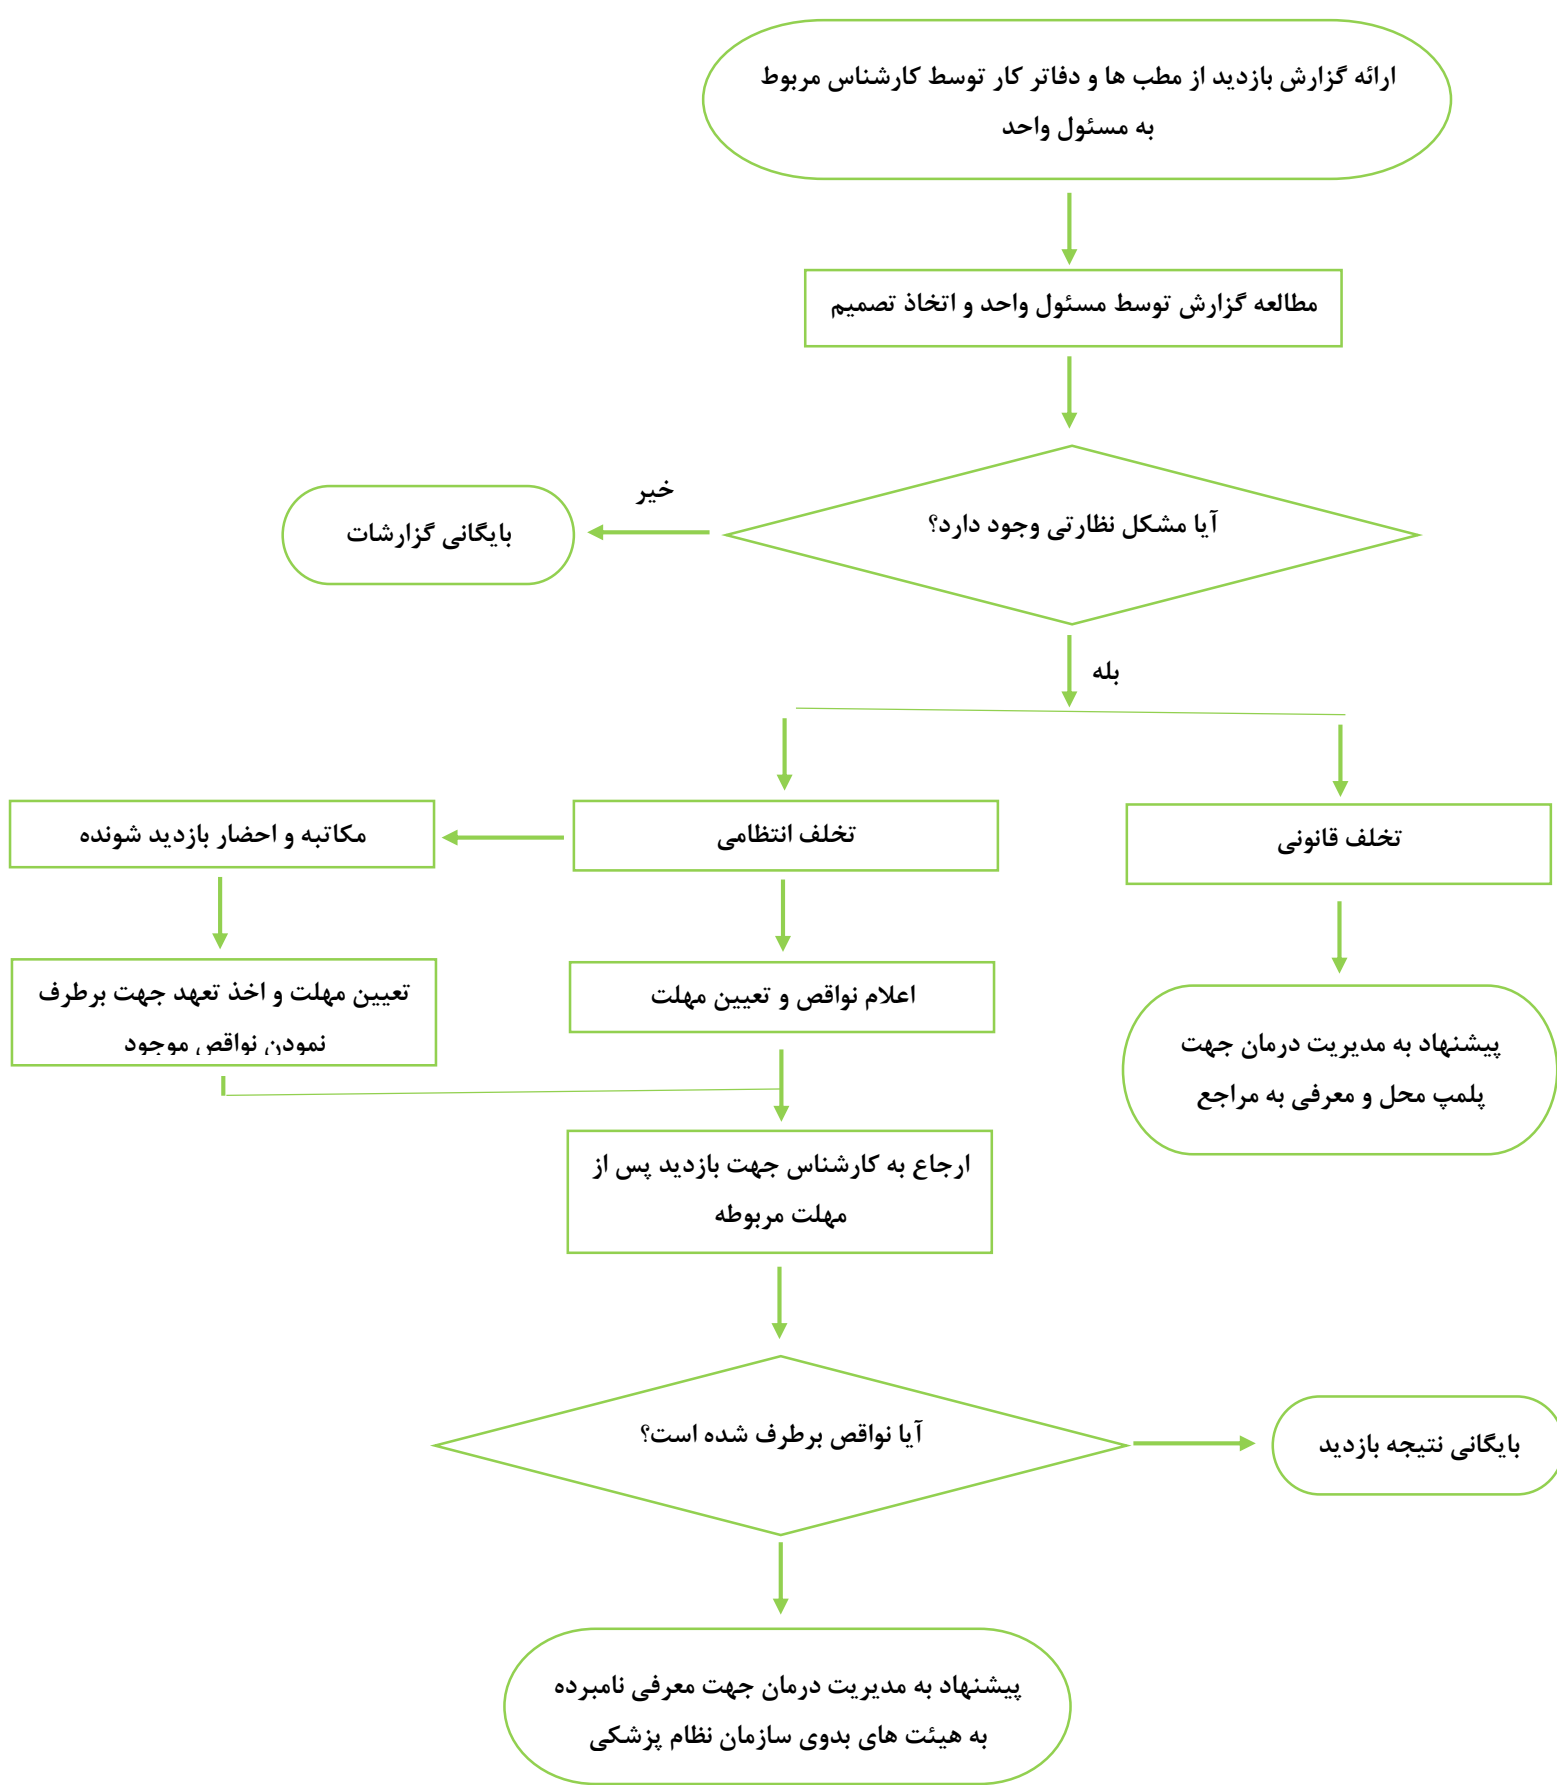 ارائه گزارش بازدید از مطب ها و دفاتر کار توسط کارشناس مربوط
به مسئول واحد
مطالعه گزارش توسط مسئول واحد و اتخاذ تصمیم
آیا مشکل نظارتی وجود دارد؟
خیر
بایگانی گزارشات
بله
تخلف قانونی
تخلف انتظامی
مکاتبه و احضار بازدید شونده
پیشنهاد به مدیریت درمان جهت
پلمپ محل و معرفی به مراجع
اعلام نواقص و تعیین مهلت
تعیین مهلت و اخذ تعهد جهت برطرف
نمودن نواقص موجود
ارجاع به کارشناس جهت بازدید پس از
مهلت مربوطه
آیا نواقص برطرف شده است؟
بایگانی نتیجه بازدید
پیشنهاد به مدیریت درمان جهت معرفی نامبرده
به هیئت های بدوی سازمان نظام پزشکی